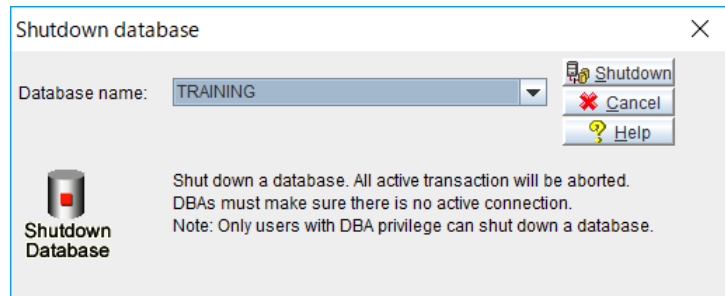 Shutdown database
Database name:
TRAINING
Shutdown
Cancel
Help
Shutdown
Database
Shut down a database. All active transaction will be aborted.
DBAs must make sure there is no active connection.
Note: Only users with DBA privilege can shut down a database.